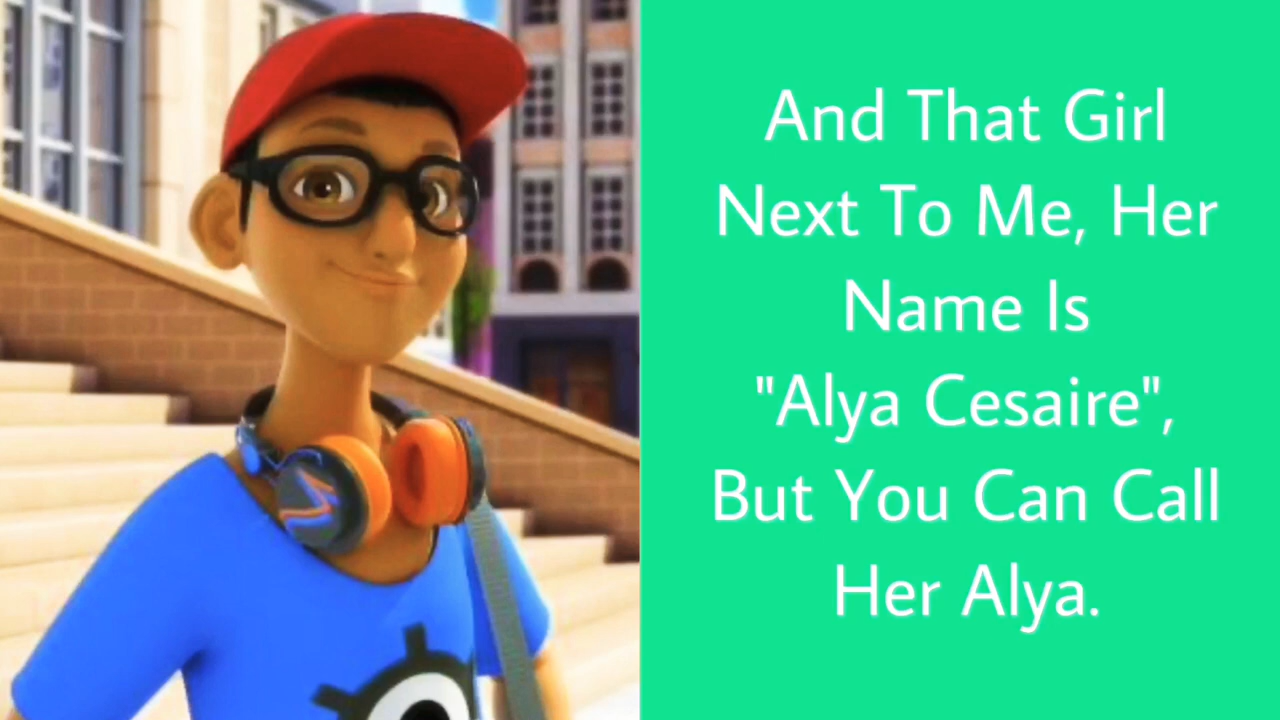 And That Girl
Next To Me, Her
Name Is
"Alya Cesaire",
But You Can Call
Her Alya.